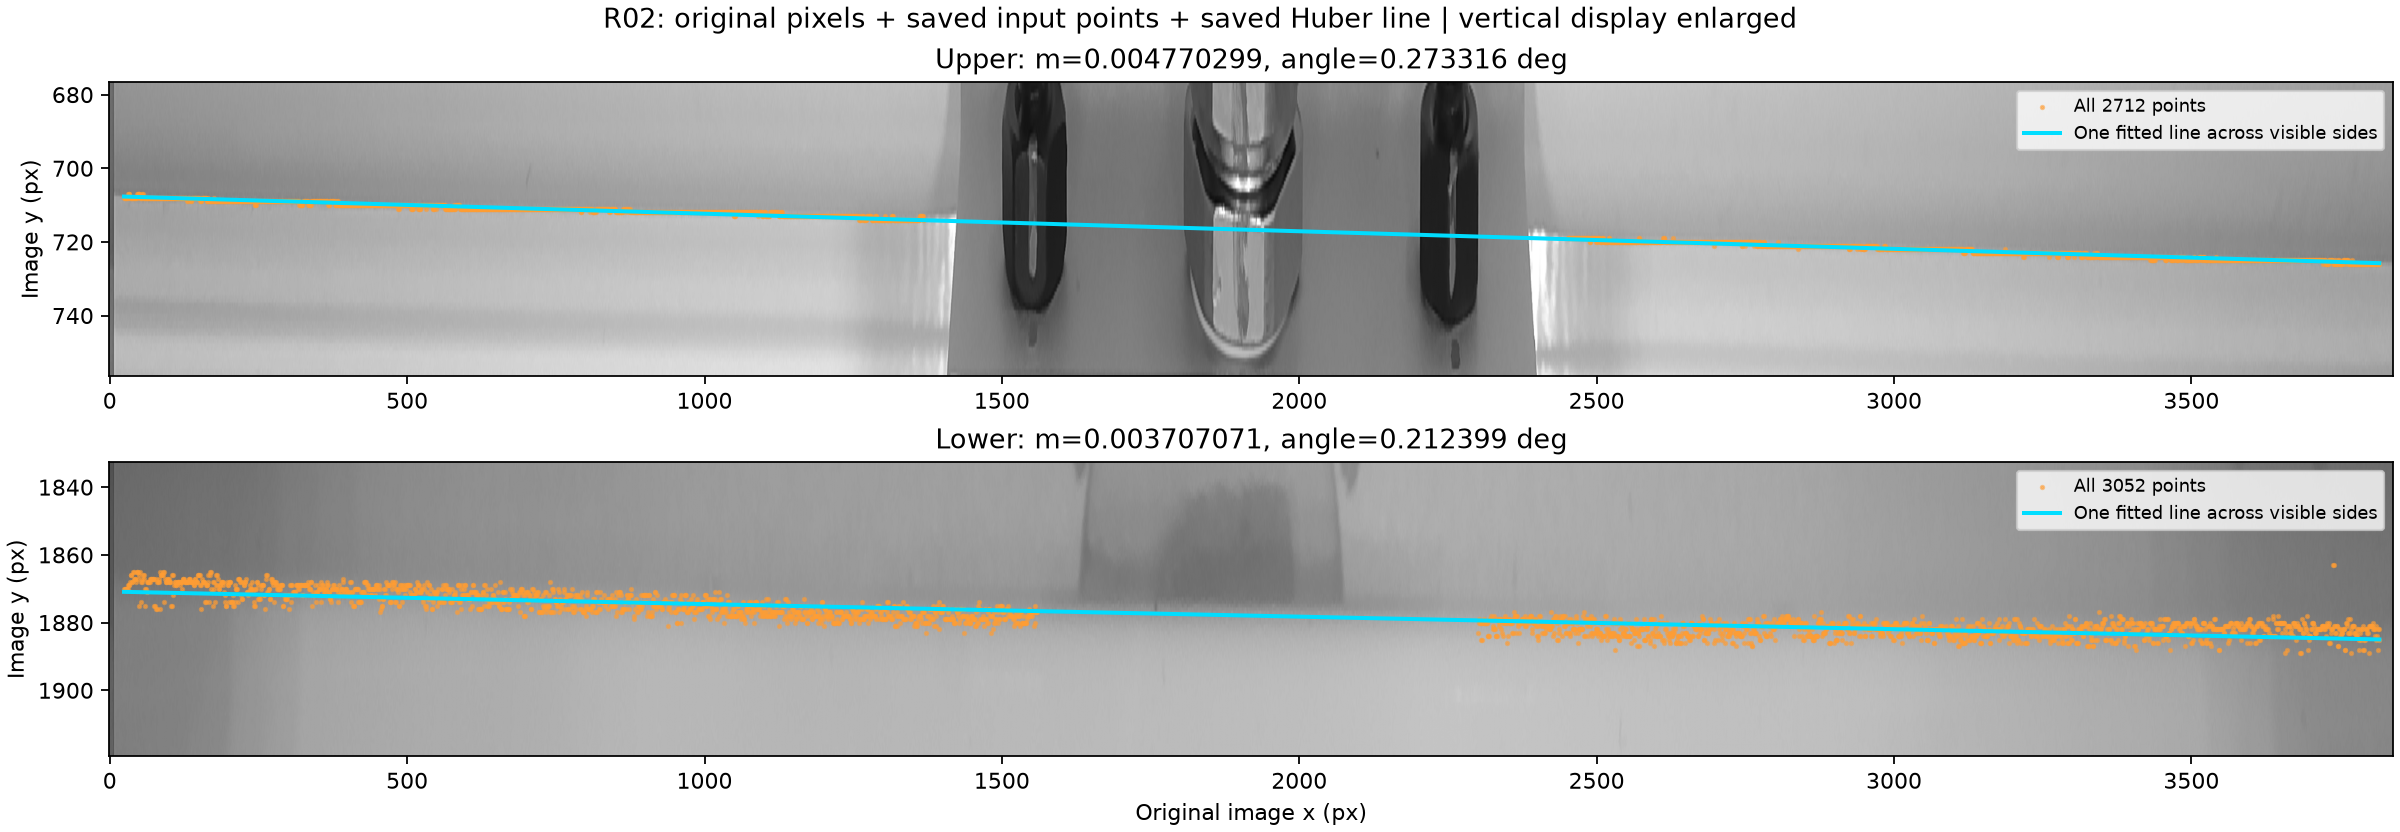 R02: original pixels + saved input points + saved Huber line | vertical display enlarged
Upper: m=0.004770299, angle=0.273316 deg
Image y (px)
680
700
720
740
All 2712 points
One fitted line across visible sides
0
500
1000
1500
2000
2500
3000
3500
Lower: m=0.003707071, angle=0.212399 deg
Image y (px)
1840
1860
1880
1900
All 3052 points
One fitted line across visible sides
0
500
1000
1500
2000
2500
3000
3500
Original image x (px)